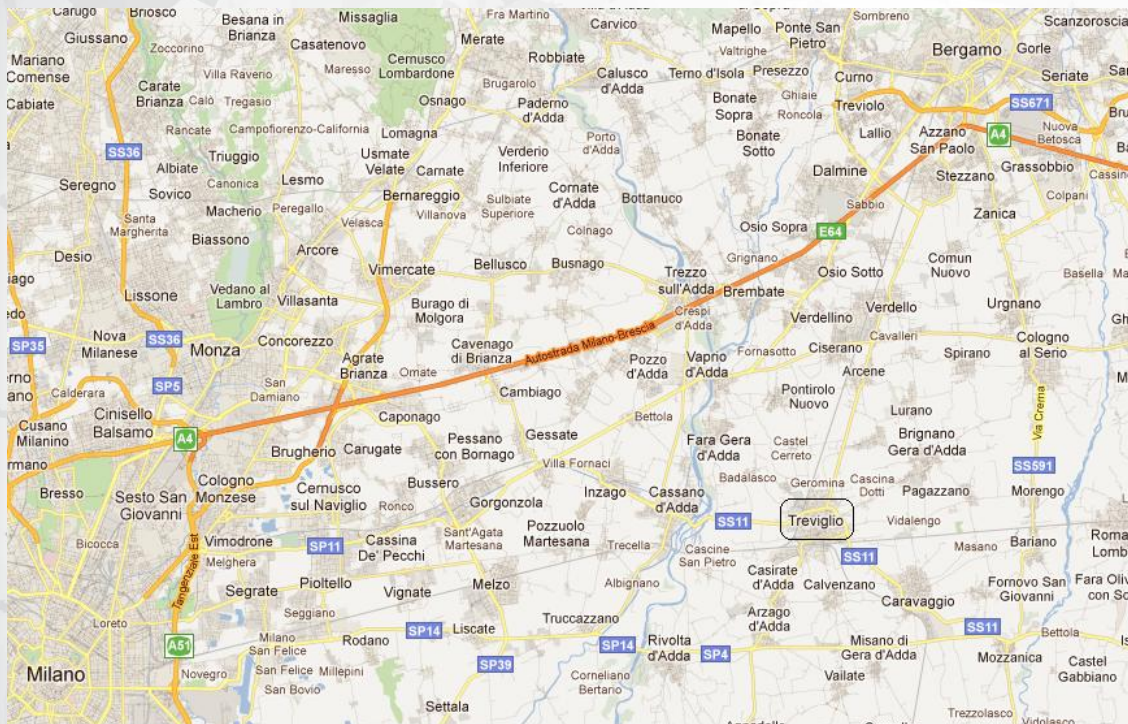 Carugo
Briosco
Besana in
Brianza
Missaglia
Fra Martino
Carvico
Mapello
Ponte San
Pietro
Sombreno
Scanzorosciat
Giussano
Zoccorino
Casatenovo
Merate
Robbiate
Valtrighe
Bergamo
Gorle
Mariano
Comense
Carate
Brianza
Villa Raverio
Maresso
Cernusco
Lombardone
Brugarolo
Calusco
d'Adda
Terno d'Isola
Presezzo
Curno
Seriate
Cabiate
Calò
Tregasio
Osnago
Paderno
d'Adda
Bonate
Sopra
Ghiaie
Roncola
Treviolo
SS671
Rancate
Campofiorenzo-California
Lomagna
Porto
d'Adda
Bonate
Sotto
Lallio
Azzano
San Paolo
A4
Nuova
Betosca
SS36
Albiate
Triuggio
Usmate
Velate
Carnate
Verderio
Inferiore
Dalmine
Stezzano
Grassobbio
Seregno
Sovico
Canonica
Lesmo
Bernareggio
Cornate
d'Adda
Bottanuco
Sabbio
Colpani
Macherio
Peregallo
Villanova
Sulbiate
Superiore
Zanica
Santa
Margherita
Velasca
Colnago
Osio Sopra
E64
Biassono
Arcore
Desio
Vimercate
Bellusco
Busnago
Trezzo
sull'Adda
Grignano
Osio Sotto
Comun
Nuovo
Basella
Lissone
Vedano al
Lambro
Villasanta
Burago di
Molgora
Brembate
Verdello
Urgnano
Crespi
d'Adda
Verdellino
SP35
Nova
Milanese
SS36
Monza
Concorezzo
Agrate
Brianza
Cavenago
di Brianza
Autostrada Milano-Brescia
Pozzo
d'Adda
Vaprio
d'Adda
Fornasotto
Ciserano
Cavalleri
Spirano
Cologno
al Serio
Omate
Arcene
Calderara
SP5
San
Damiano
Cambiago
Pontirolo
Nuovo
Cinisello
Balsamo
Caponago
Bettola
Lurano
Via Crema
Cusano
Milanino
A4
Brugherio
Carugate
Pessano
con Bornago
Gessate
Fara Gera
d'Adda
Castel
Cerreto
Brignano
Gera d'Adda
Villa Fornaci
SS591
Bresso
Sesto San
Giovanni
Cologno
Monzese
Cernusco
sul Naviglio
Bussero
Gorgonzola
Inzago
Cassano
d'Adda
Badalasco
Geromina
Cascina
Dotti
Pagazzano
Morengo
Ronco
Bicocca
Vimodrone
SP11
Cassina
De' Pecchi
Sant'Agata
Martesana
Pozzuolo
Martesana
SS11
Treviglio
Vidalengo
Bariano
Melghera
Trecella
Cascine
San Pietro
SS11
Masano
Tangenziale Est
Segrate
Pioltello
Vignate
Melzo
Albignano
Casirate
d'Adda
Calvenzano
Fornovo San
Giovanni
Loreto
Seggiano
Truccazzano
Arzago
d'Adda
Caravaggio
A51
Milano
San Felice
Rodano
SP14
Liscate
SP14
Rivolta
d'Adda
SP4
Misano di
Gera d'Adda
SS11
Bettola
Milano
Novegro
San Felice
Millepini
SP39
Corneliano
Bertario
Vailate
Mozzanica
Castel
Gabbiano
San Bovio
Settala
Trezzolasco
Vidolasco